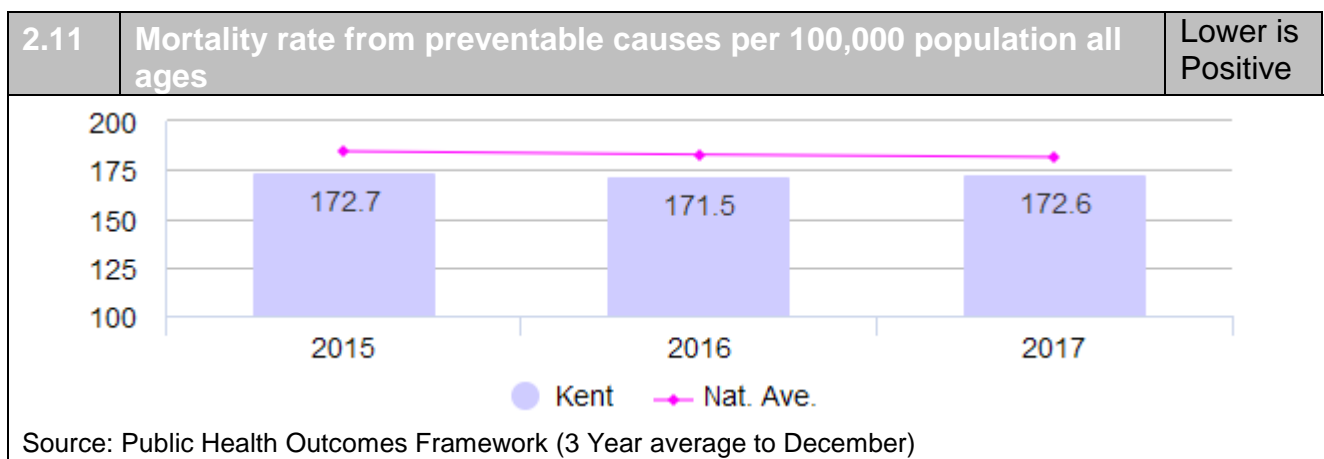 2.11 Mortality rate from preventable causes per 100,000 population all
ages
Lower is
Positive
200
175
150
125
100
172.7 171.5 172.6
2015 2016 2017
Kent Nat. Ave.
Source: Public Health Outcomes Framework (3 Year average to December)